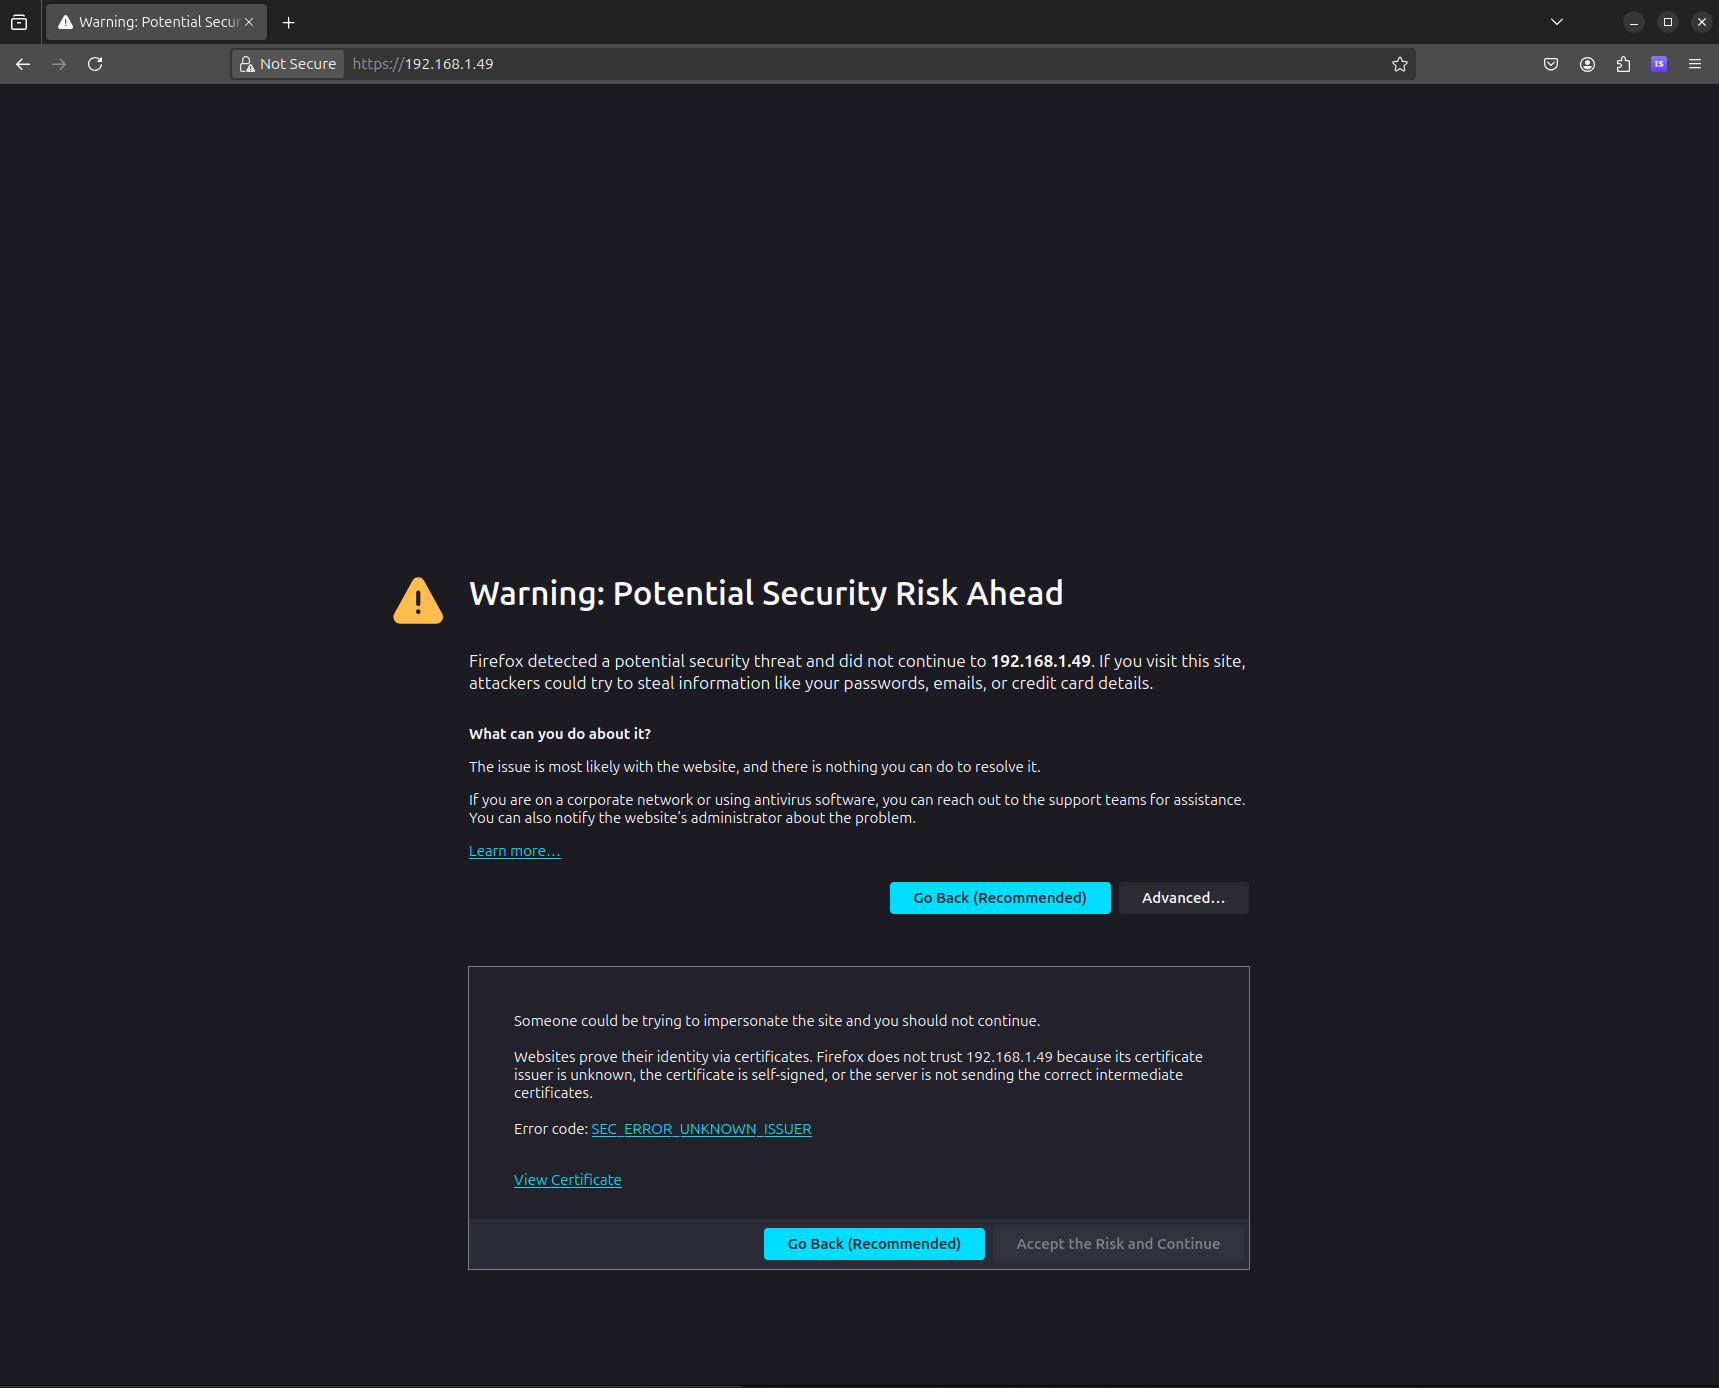 Warning: Potential Secur
Not Secure https://192.168.1.49
IS
Warning: Potential Security Risk Ahead
Firefox detected a potential security threat and did not continue to 192.168.1.49. If you visit this site,
attackers could try to steal information like your passwords, emails, or credit card details.
What can you do about it?
The issue is most likely with the website, and there is nothing you can do to resolve it.
If you are on a corporate network or using antivirus software, you can reach out to the support teams for assistance.
You can also notify the website’s administrator about the problem.
Learn more…
Go Back (Recommended) Advanced…
Someone could be trying to impersonate the site and you should not continue.
Websites prove their identity via certificates. Firefox does not trust 192.168.1.49 because its certificate
issuer is unknown, the certificate is self-signed, or the server is not sending the correct intermediate
certificates.
Error code: SEC_ERROR_UNKNOWN_ISSUER
View Certificate
Go Back (Recommended) Accept the Risk and Continue